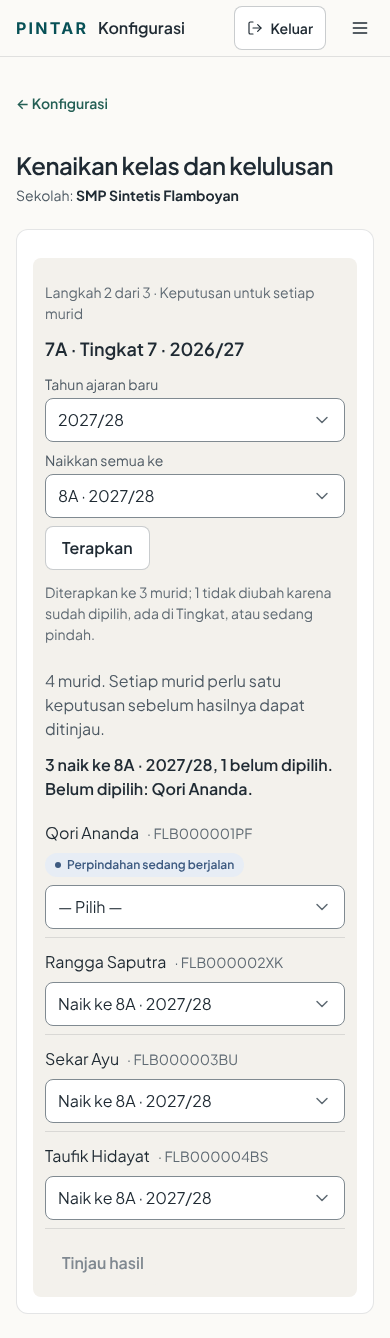 PINTAR Konfigurasi Keluar
← Konfigurasi
Kenaikan kelas dan kelulusan
Sekolah: SMP Sintetis Flamboyan
Langkah 2 dari 3 · Keputusan untuk setiap
murid
7A · Tingkat 7 · 2026/27
Tahun ajaran baru
2027/28
Naikkan semua ke
8A · 2027/28
Terapkan
Diterapkan ke 3 murid; 1 tidak diubah karena
sudah dipilih, ada di Tingkat, atau sedang
pindah.
4 murid. Setiap murid perlu satu
keputusan sebelum hasilnya dapat
ditinjau.
3 naik ke 8A · 2027/28, 1 belum dipilih.
Belum dipilih: Qori Ananda.
Qori Ananda · FLB000001PF
Perpindahan sedang berjalan
— Pilih —
Rangga Saputra · FLB000002XK
Naik ke 8A · 2027/28
Sekar Ayu · FLB000003BU
Naik ke 8A · 2027/28
Taufik Hidayat · FLB000004BS
Naik ke 8A · 2027/28
Tinjau hasil